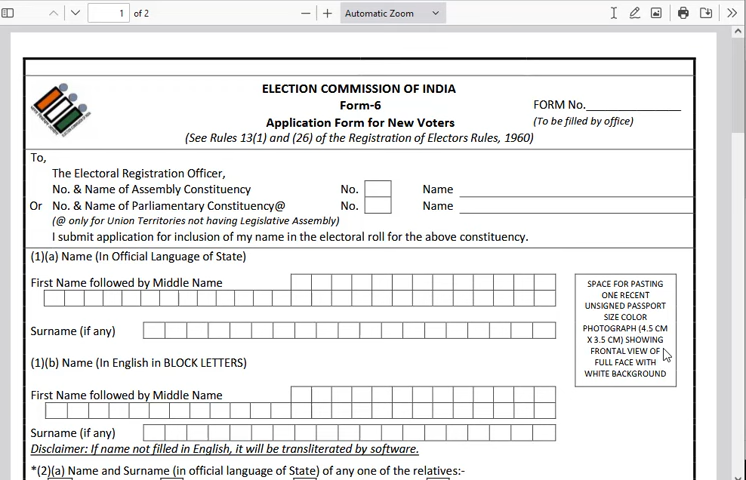 1 of 2 Automatic Zoom
ELECTION COMMISSION OF INDIA
Form-6 FORM No.
Application Form for New Voters (To be filled by office)
(See Rules 13(1) and (26) of the Registration of Electors Rules, 1960)
To,
The Electoral Registration Officer,
No. & Name of Assembly Constituency No. Name
Or No. & Name of Parliamentary Constituency@ No. Name
(@ only for Union Territories not having Legislative Assembly)
I submit application for inclusion of my name in the electoral roll for the above constituency.
(1)(a) Name (In Official Language of State)
First Name followed by Middle Name
Surname (if any)
SPACE FOR PASTING
ONE RECENT
UNSIGNED PASSPORT
SIZE COLOR
PHOTOGRAPH (4.5 CM
X 3.5 CM) SHOWING
FRONTAL VIEW OF
FULL FACE WITH
WHITE BACKGROUND
(1)(b) Name (In English in BLOCK LETTERS)
First Name followed by Middle Name
Surname (if any)
Disclaimer: If name not filled in English, it will be transliterated by software.
*(2)(a) Name and Surname (in official language of State) of any one of the relatives:-